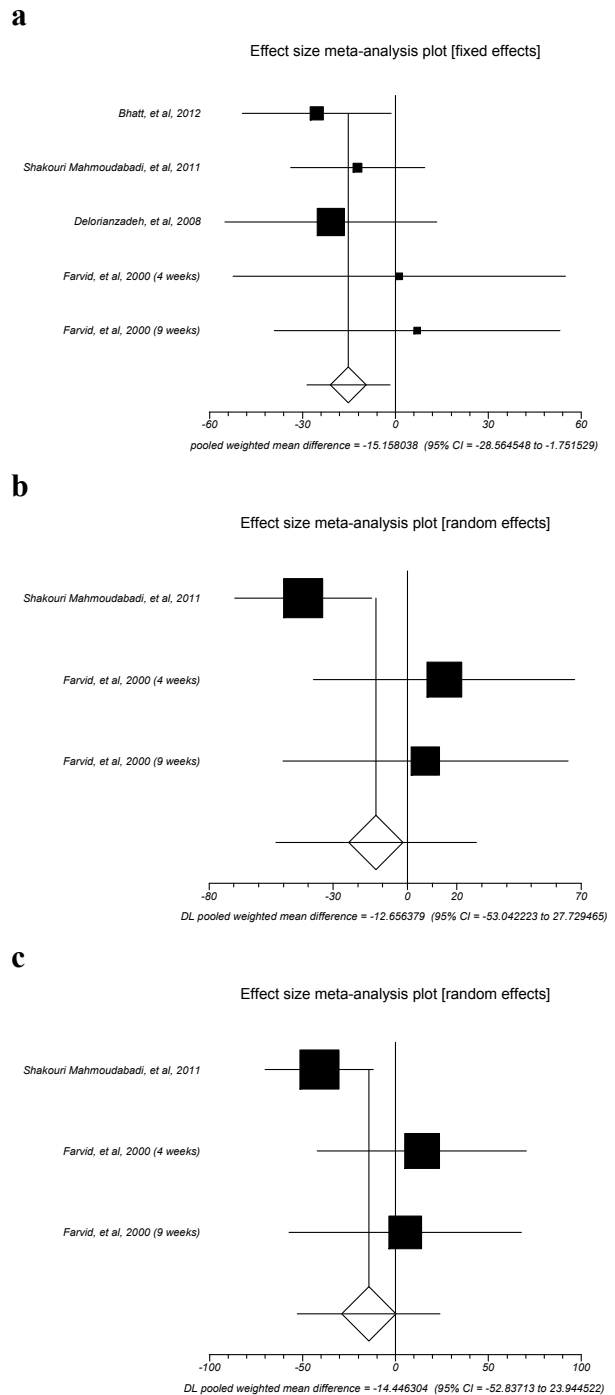 a
Effect size meta-analysis plot [fixed effects]
Bhatt, et al, 2012
Shakouri Mahmoudabadi, et al, 2011
Delorianzadeh, et al, 2008
Farvid, et al, 2000 (4 weeks)
Farvid, et al, 2000 (9 weeks)
-60 -30 0 30 60
pooled weighted mean difference = -15.158038 (95% CI = -28.564548 to -1.751529)
b
Effect size meta-analysis plot [random effects]
Shakouri Mahmoudabadi, et al, 2011
Farvid, et al, 2000 (4 weeks)
Farvid, et al, 2000 (9 weeks)
-80 -30 0 20 70
DL pooled weighted mean difference = -12.656379 (95% CI = -53.042223 to 27.729465)
c
Effect size meta-analysis plot [random effects]
Shakouri Mahmoudabadi, et al, 2011
Farvid, et al, 2000 (4 weeks)
Farvid, et al, 2000 (9 weeks)
-100 -50 0 50 100
DL pooled weighted mean difference = -14.446304 (95% CI = -52.83713 to 23.944522)